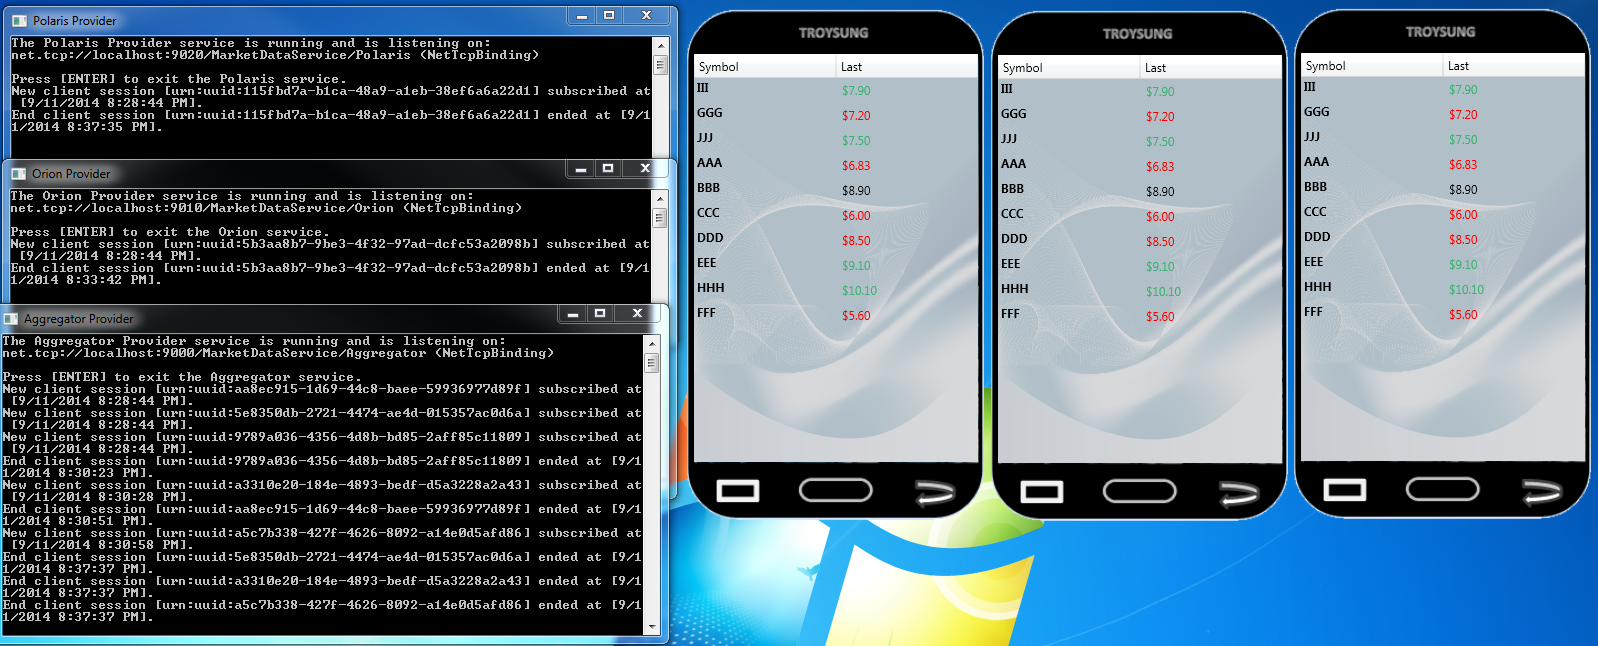 Polaris Provider
The Polaris Provider service is running and is listening on:
net.tcp://localhost:9020/MarketDataService/Polaris (NetTcpBinding)
Press [ENTER] to exit the Polaris service.
New client session [urn:uuid:115fbd7a-b1ca-48a9-a1eb-38ef6a6a22d1] subscribed at
[9/11/2014 8:28:44 PM].
End client session [urn:uuid:115fbd7a-b1ca-48a9-a1eb-38ef6a6a22d1] ended at [9/1
1/2014 8:37:35 PM].
Orion Provider
The Orion Provider service is running and is listening on:
net.tcp://localhost:9010/MarketDataService/Orion (NetTcpBinding)
Press [ENTER] to exit the Orion service.
New client session [urn:uuid:5b3aa8b7-9be3-4f32-97ad-dcfc53a2098b] subscribed at
[9/11/2014 8:28:44 PM].
End client session [urn:uuid:5b3aa8b7-9be3-4f32-97ad-dcfc53a2098b] ended at [9/1
1/2014 8:33:42 PM].
Aggregator Provider
The Aggregator Provider service is running and is listening on:
net.tcp://localhost:9000/MarketDataService/Aggregator (NetTcpBinding)
Press [ENTER] to exit the Aggregator service.
New client session [urn:uuid:aa8ec915-1d69-44c8-baee-59936977d89f] subscribed at
[9/11/2014 8:28:44 PM].
New client session [urn:uuid:5e8350db-2721-4474-ae4d-015357ac0d6a] subscribed at
[9/11/2014 8:28:44 PM].
New client session [urn:uuid:9789a036-4356-4d8b-bd85-2aff85c11809] subscribed at
[9/11/2014 8:28:44 PM].
End client session [urn:uuid:9789a036-4356-4d8b-bd85-2aff85c11809] ended at [9/1
1/2014 8:30:23 PM].
New client session [urn:uuid:a3310e20-184e-4893-bedf-d5a3228a2a43] subscribed at
[9/11/2014 8:30:28 PM].
End client session [urn:uuid:aa8ec915-1d69-44c8-baee-59936977d89f] ended at [9/1
1/2014 8:30:51 PM].
New client session [urn:uuid:a5c7b338-427f-4626-8092-a14e0d5afd86] subscribed at
[9/11/2014 8:30:58 PM].
End client session [urn:uuid:5e8350db-2721-4474-ae4d-015357ac0d6a] ended at [9/1
1/2014 8:37:37 PM].
End client session [urn:uuid:a3310e20-184e-4893-bedf-d5a3228a2a43] ended at [9/1
1/2014 8:37:37 PM].
End client session [urn:uuid:a5c7b338-427f-4626-8092-a14e0d5afd86] ended at [9/1
1/2014 8:37:37 PM].
TROYSUNG
Symbol Last
III $7.90
GGG $7.20
JJJ $7.50
AAA $6.83
BBB $8.90
CCC $6.00
DDD $8.50
EEE $9.10
HHH $10.10
FFF $5.60
TROYSUNG
Symbol Last
III $7.90
GGG $7.20
JJJ $7.50
AAA $6.83
BBB $8.90
CCC $6.00
DDD $8.50
EEE $9.10
HHH $10.10
FFF $5.60
TROYSUNG
Symbol Last
III $7.90
GGG $7.20
JJJ $7.50
AAA $6.83
BBB $8.90
CCC $6.00
DDD $8.50
EEE $9.10
HHH $10.10
FFF $5.60